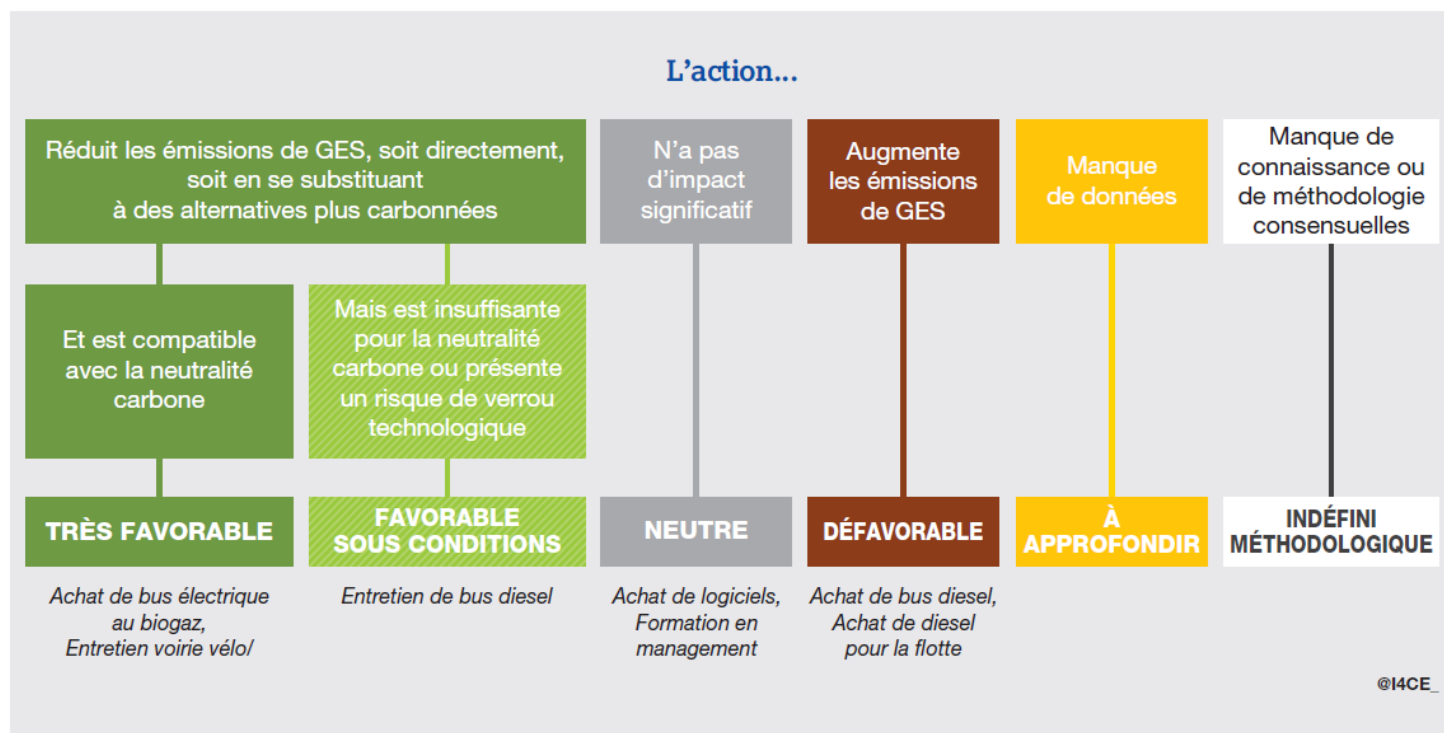 L'action...
Réduit les émissions de GES, soit directement,
soit en se substituant
à des alternatives plus carbonnées
N'a pas
d'impact
significatif
Augmente
les émissions
de GES
Manque
de données
Manque de
connaissance ou
de méthodologie
consensuelles
Et est compatible
avec la neutralité
carbone
Mais est insuffisante
pour la neutralité
carbone ou présente
un risque de verrou
technologique
TRÈS FAVORABLE
FAVORABLE
SOUS CONDITIONS
NEUTRE
DÉFAVORABLE
À
APPROFONDIR
INDÉFINI
MÉTHODOLOGIQUE
Achat de bus électrique
au biogaz,
Entretien voirie vélo/
Entretien de bus diesel
Achat de logiciels,
Formation en
management
Achat de bus diesel,
Achat de diesel
pour la flotte
@I4CE_